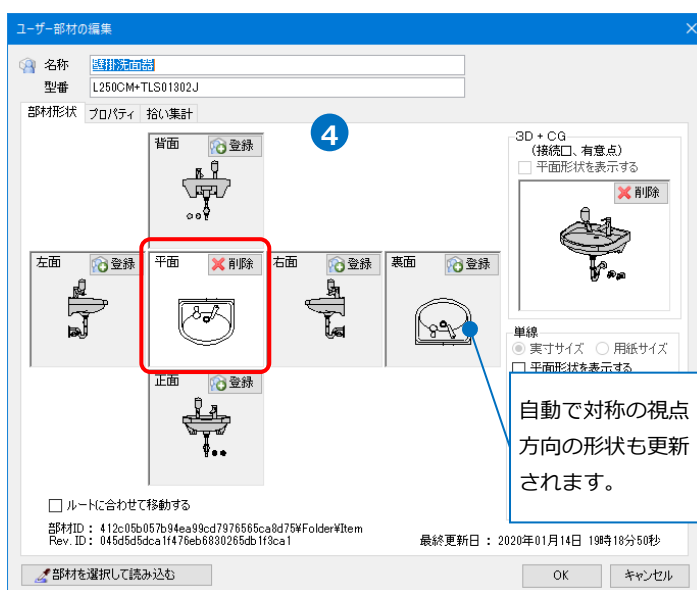 ユーザー部材の編集
名称 壁掛洗面器
型番 L250CM+TLS01302J
部材形状 プロパティ 拾い集計
4
背面 登録
3D + CG
(接続口、有意点)
平面形状を表示する
削除
左面 登録
平面 削除
右面 登録
裏面 登録
単線
実寸サイズ 用紙サイズ
平面形状を表示する
正面 登録
自動で対称の視点
方向の形状も更新
されます。
ルートに合わせて移動する
部材ID : 412c05b057b94ea99cd7976565ca8d75¥Folder¥Item
Rev. ID : 045d5d5dca1f476eb6830265db1f3ca1
最終更新日 : 2020年01月14日 19時18分50秒
部材を選択して読み込む
OK キャンセル